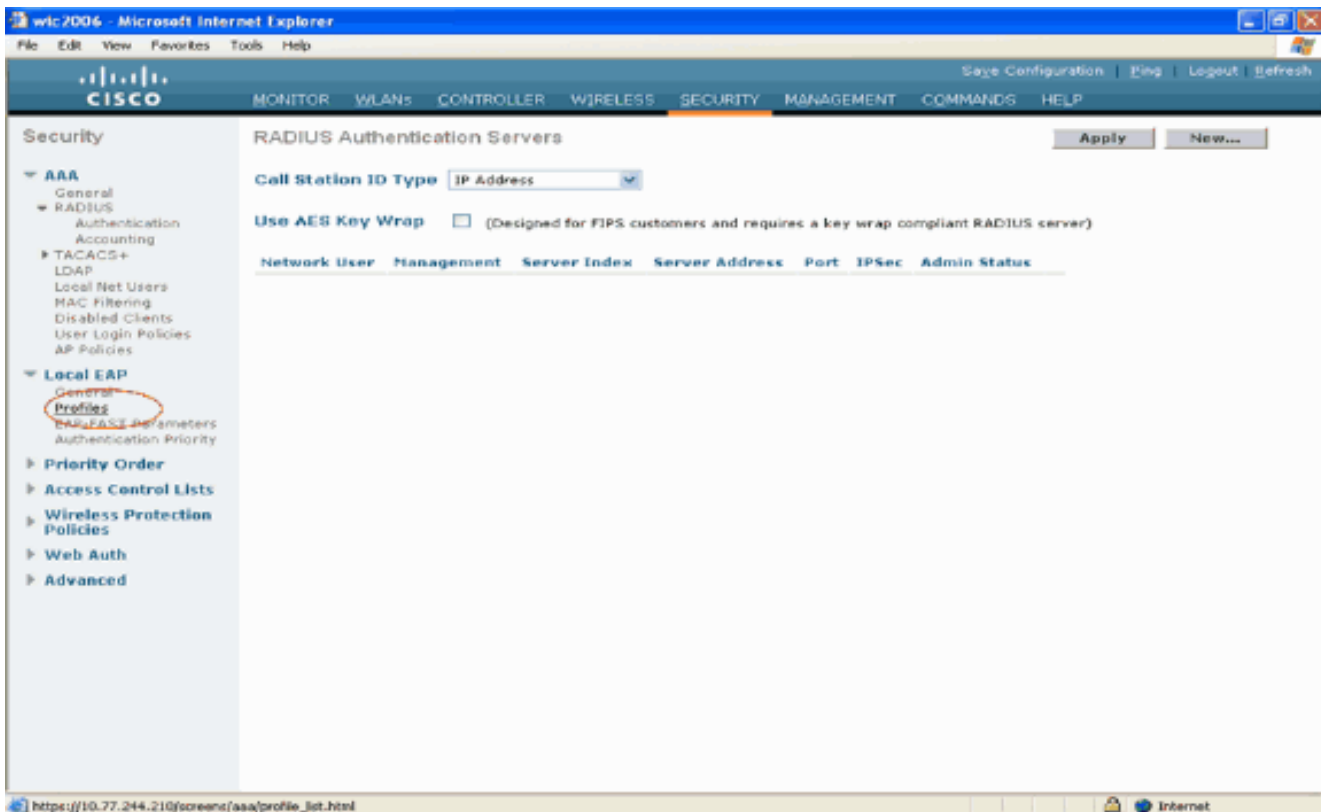 wlc2006 - Microsoft Internet Explorer
File Edit View Favorites Tools Help
Save Configuration | Ping | Logout | Refresh
CISCO
MONITOR WLANs CONTROLLER WIRELESS SECURITY MANAGEMENT COMMANDS HELP
Security
RADIUS Authentication Servers
Apply
New...
AAA
General
RADIUS
Authentication
Accounting
TACACS+
LDAP
Local Net Users
MAC Filtering
Disabled Clients
User Login Policies
AP Policies
Local EAP
General
Profiles
EAP-FAST Parameters
Authentication Priority
Priority Order
Access Control Lists
Wireless Protection
Policies
Web Auth
Advanced
Call Station ID Type IP Address
Use AES Key Wrap (Designed for FIPS customers and requires a key wrap compliant RADIUS server)
Network User Management Server Index Server Address Port IPSec Admin Status
https://10.77.244.210/screens/aaa/profile_list.html
Internet